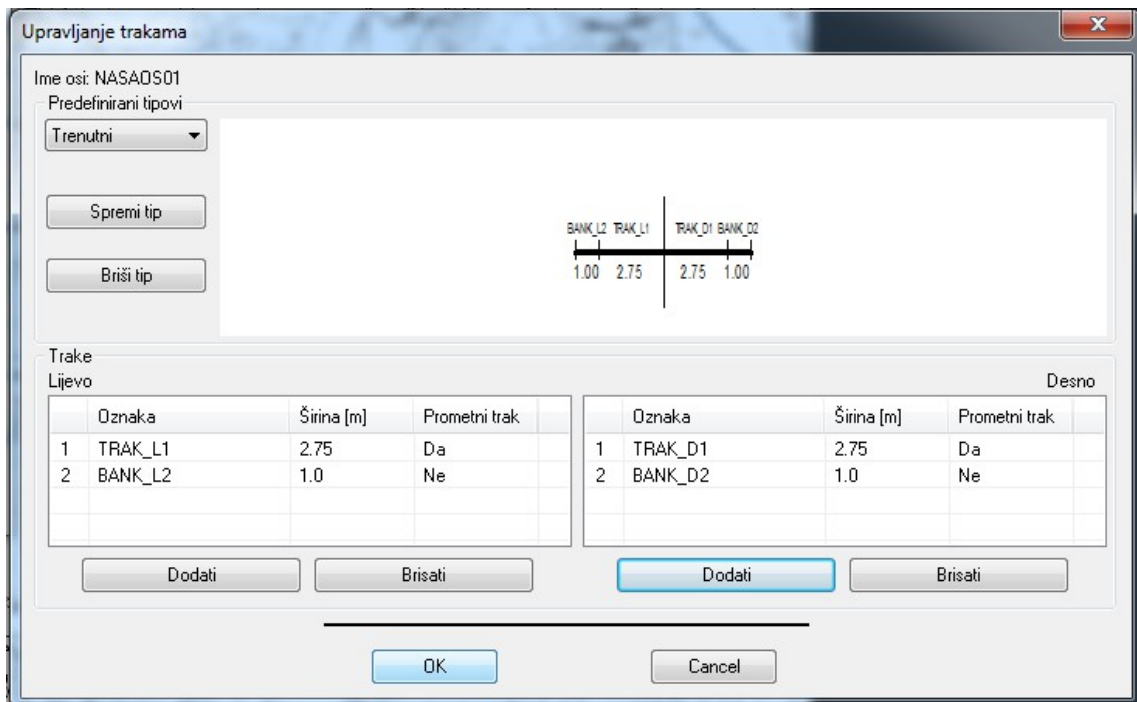 Upravljanje trakama
x
Ime osi: NASAOS01
Predefinirani tipovi
Trenutni
Spremi tip
Briši tip
BANK_L2 TRAK_L1 TRAK_D1 BANK_D2
1.00 2.75 2.75 1.00
Trake
Lijevo Desno
Oznaka Širina [m] Prometni trak Oznaka Širina [m] Prometni trak
1 TRAK_L1 2.75 Da 1 TRAK_D1 2.75 Da
2 BANK_L2 1.0 Ne 2 BANK_D2 1.0 Ne
Dodati Brisati Dodati Brisati
OK Cancel